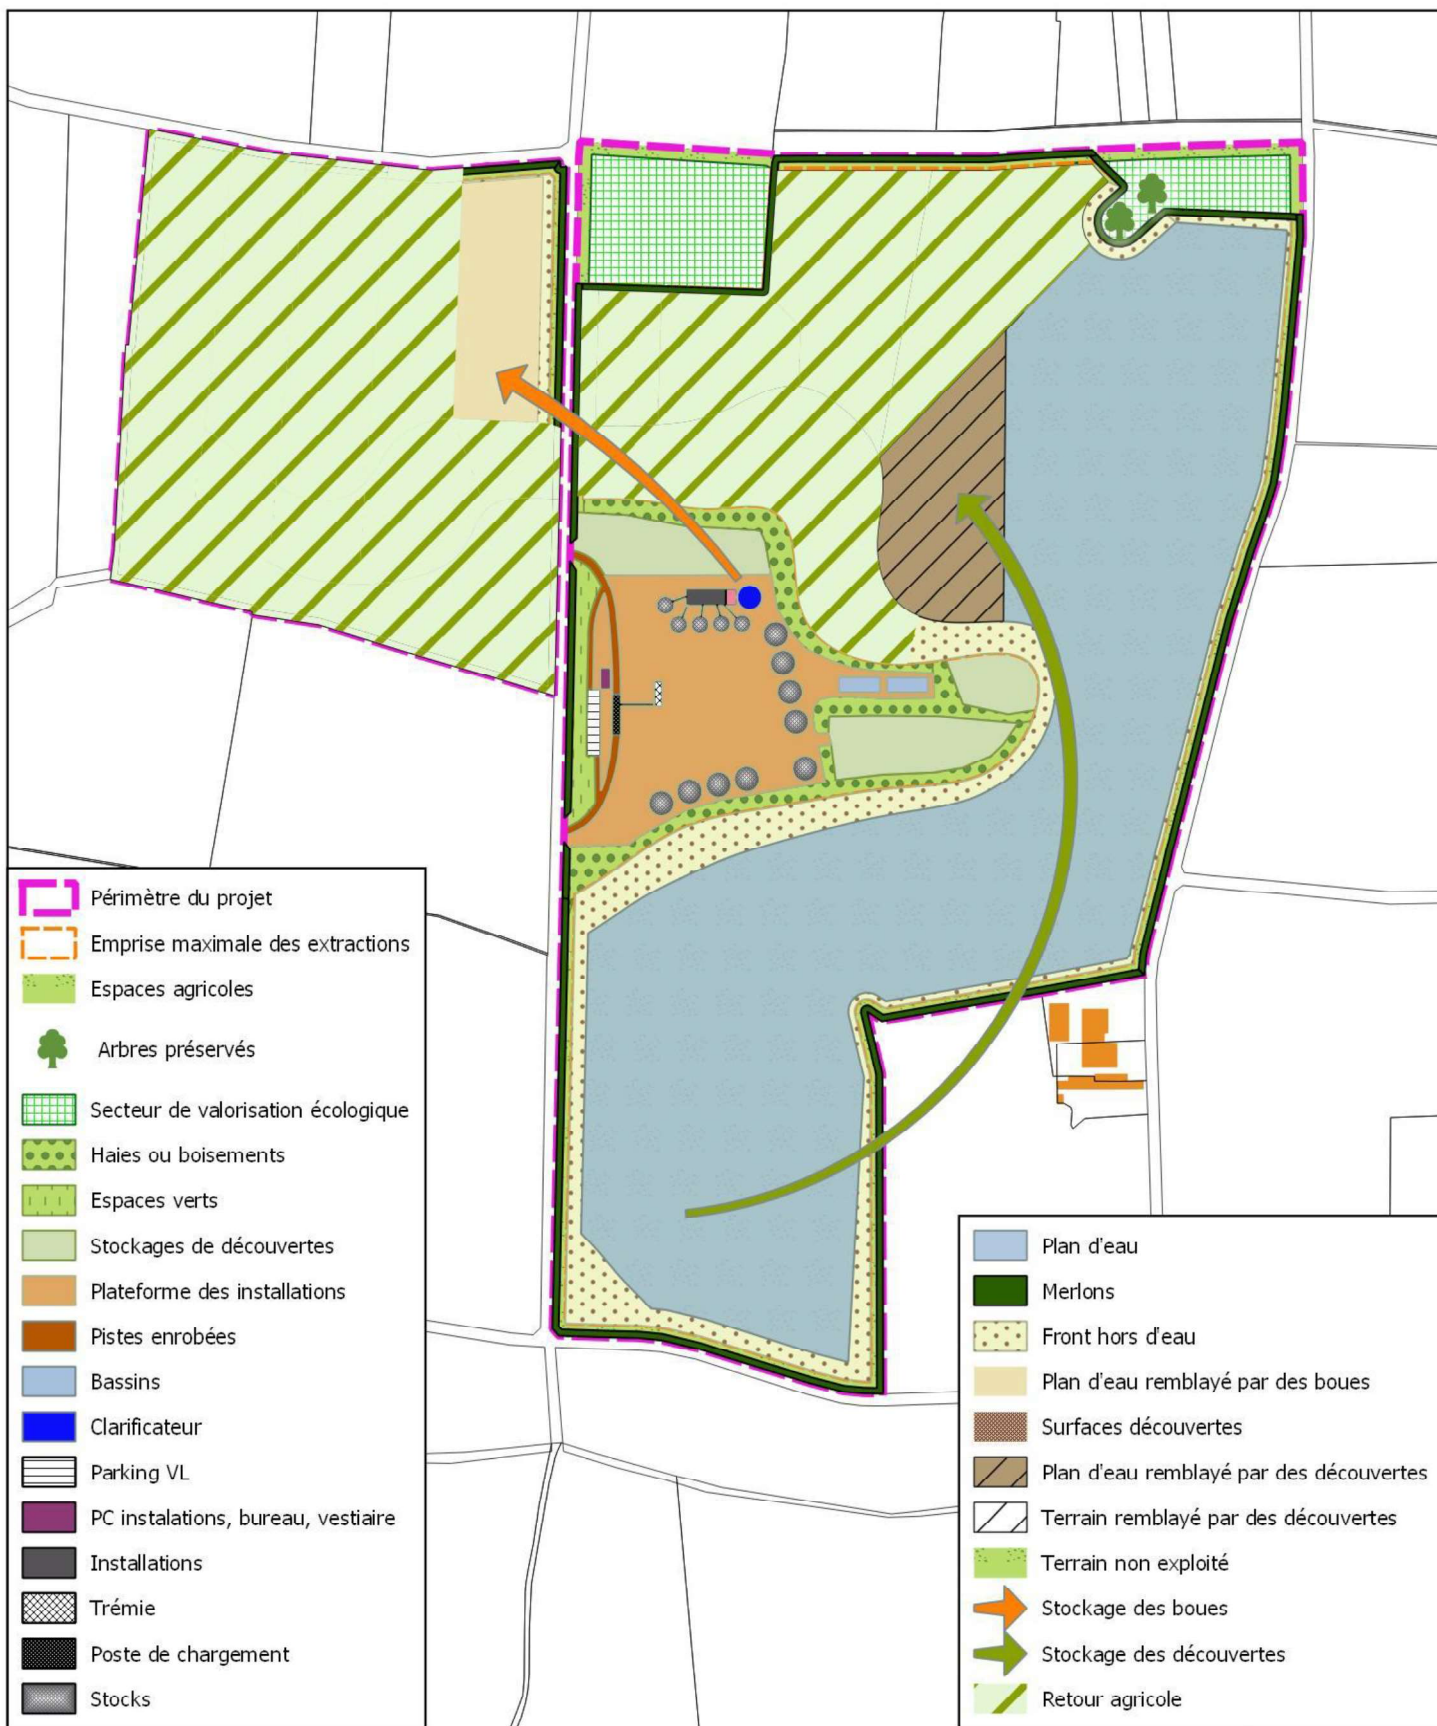 Périmètre du projet
Emprise maximale des extractions
Espaces agricoles
Arbres préservés
Secteur de valorisation écologique
Haies ou boisements
Espaces verts
Stockages de découvertes
Plateforme des installations
Pistes enrobées
Bassins
Clarificateur
Parking VL
PC instalations, bureau, vestiaire
Installations
Trémie
Poste de chargement
Stocks
Plan d'eau
Merlons
Front hors d'eau
Plan d'eau remblayé par des boues
Surfaces découvertes
Plan d'eau remblayé par des découvertes
Terrain remblayé par des découvertes
Terrain non exploité
Stockage des boues
Stockage des découvertes
Retour agricole